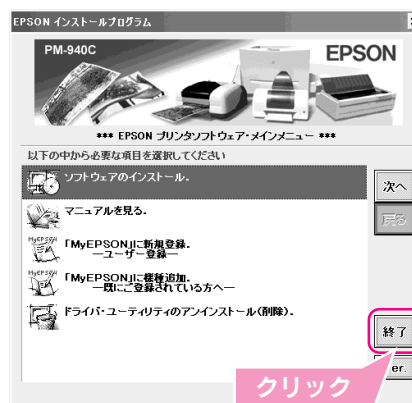 EPSON インストールプログラム
PM-940C
EPSON
*** EPSON プリンタソフトウェア・メインメニュー ***
以下の中から必要な項目を選択してください
ソフトウェアのインストール.
次へ
マニュアルを見る.
戻る
MyEPSON
「MyEPSON」に新規登録.
―ユーザー登録―
MyEPSON
「MyEPSON」に機種追加.
―既にご登録されている方へ―
ドライバ・ユーティリティのアンインストール(削除).
終了
er.
クリック